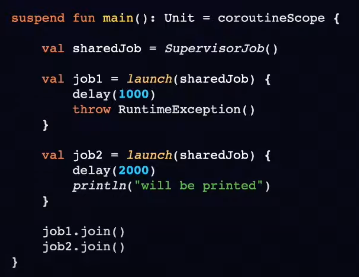 suspend fun main(): Unit = coroutineScope {
    val sharedJob = SupervisorJob()
    val job1 = launch(sharedJob) {
        delay(1000)
        throw RuntimeException()
    }
    val job2 = launch(sharedJob) {
        delay(2000)
        println("will be printed")
    }
    job1.join()
    job2.join()
}